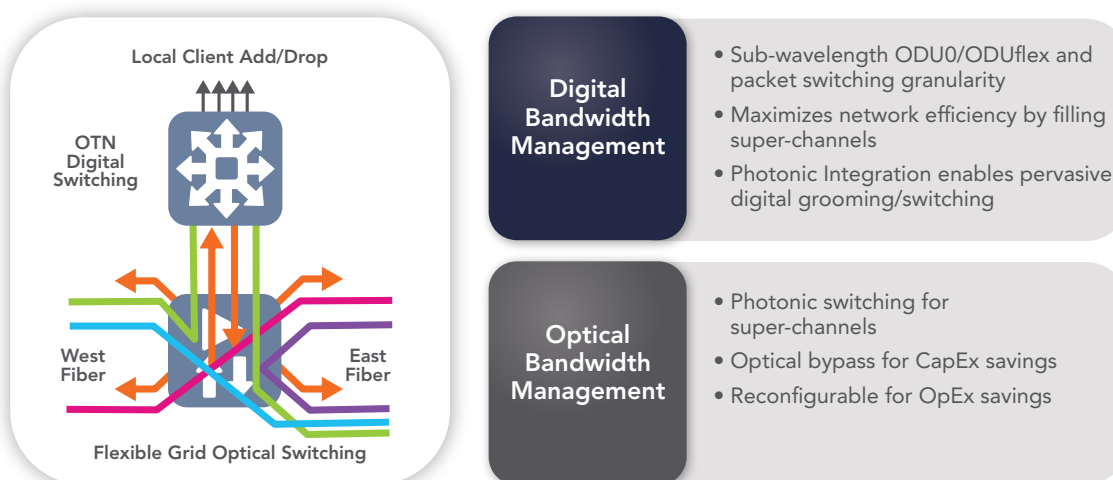 Local Client Add/Drop
OTN
Digital
Switching
West
Fiber
East
Fiber
Flexible Grid Optical Switching
Digital
Bandwidth
Management
• Sub-wavelength ODU0/ODUflex and
packet switching granularity
• Maximizes network efficiency by filling
super-channels
• Photonic Integration enables pervasive
digital grooming/switching
Optical
Bandwidth
Management
• Photonic switching for
super-channels
• Optical bypass for CapEx savings
• Reconfigurable for OpEx savings